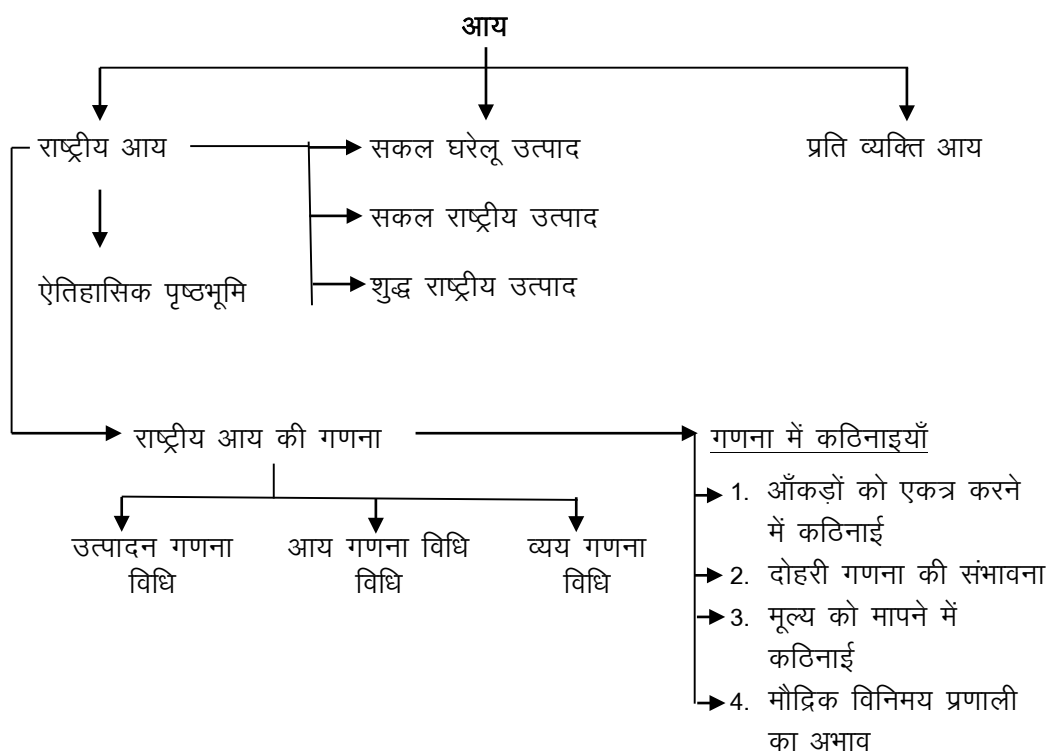 आय
राष्ट्रीय आय
सकल घरेलू उत्पाद
प्रति व्यक्ति आय
सकल राष्ट्रीय उत्पाद
ऐतिहासिक पृष्ठभूमि
शुद्ध राष्ट्रीय उत्पाद
राष्ट्रीय आय की गणना
उत्पादन गणना
विधि
आय गणना विधि
विधि
व्यय गणना
विधि
गणना में कठिनाइयाँ
1. आँकड़ों को एकत्र करने
में कठिनाई
2. दोहरी गणना की संभावना
3. मूल्य को मापने में
कठिनाई
4. मौद्रिक विनिमय प्रणाली
का अभाव